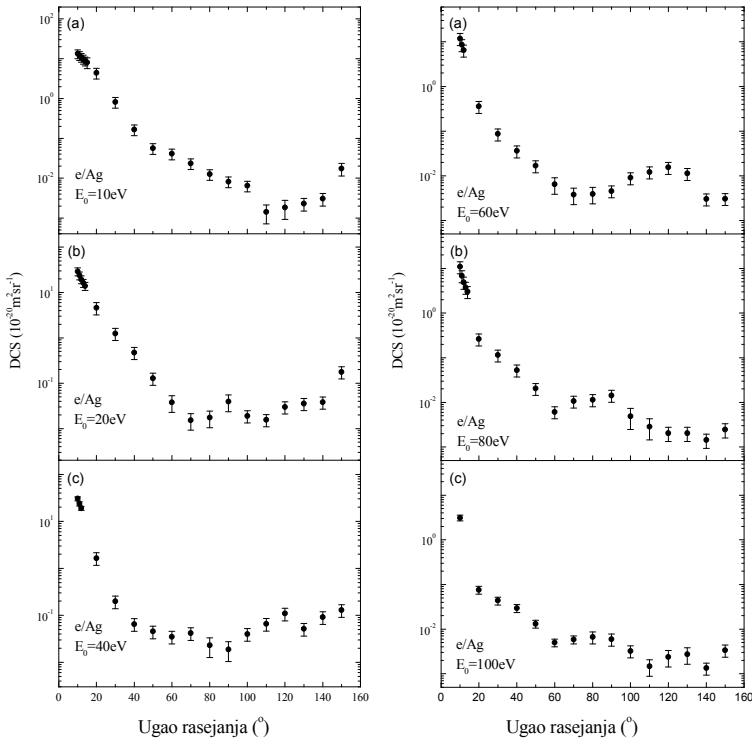 (a)
10²
10⁰
10⁻²
e/Ag
E₀=10eV
(b)
10¹
10⁻¹
e/Ag
E₀=20eV
(c)
10¹
10⁻¹
e/Ag
E₀=40eV
DCS (10⁻²⁰m²sr⁻¹)
0 20 40 60 80 100 120 140 160
Ugao rasejanja (°)
(a)
10⁰
10⁻²
e/Ag
E₀=60eV
(b)
10⁰
10⁻²
e/Ag
E₀=80eV
(c)
10⁰
10⁻²
e/Ag
E₀=100eV
DCS (10⁻²⁰m²sr⁻¹)
0 20 40 60 80 100 120 140 160
Ugao rasejanja (°)